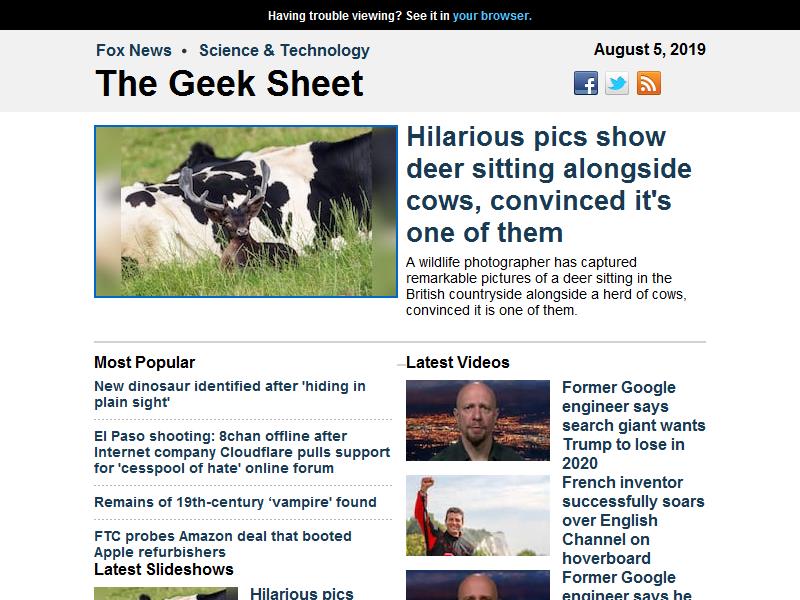 Having trouble viewing? See it in your browser.
Fox News • Science & Technology
August 5, 2019
The Geek Sheet
Hilarious pics show
deer sitting alongside
cows, convinced it's
one of them
A wildlife photographer has captured
remarkable pictures of a deer sitting in the
British countryside alongside a herd of cows,
convinced it is one of them.
Most Popular
New dinosaur identified after 'hiding in
plain sight'
El Paso shooting: 8chan offline after
Internet company Cloudflare pulls support
for 'cesspool of hate' online forum
Remains of 19th-century ‘vampire' found
FTC probes Amazon deal that booted
Apple refurbishers
Latest Slideshows
Hilarious pics
Latest Videos
Former Google
engineer says
search giant wants
Trump to lose in
2020
French inventor
successfully soars
over English
Channel on
hoverboard
Former Google
engineer says he